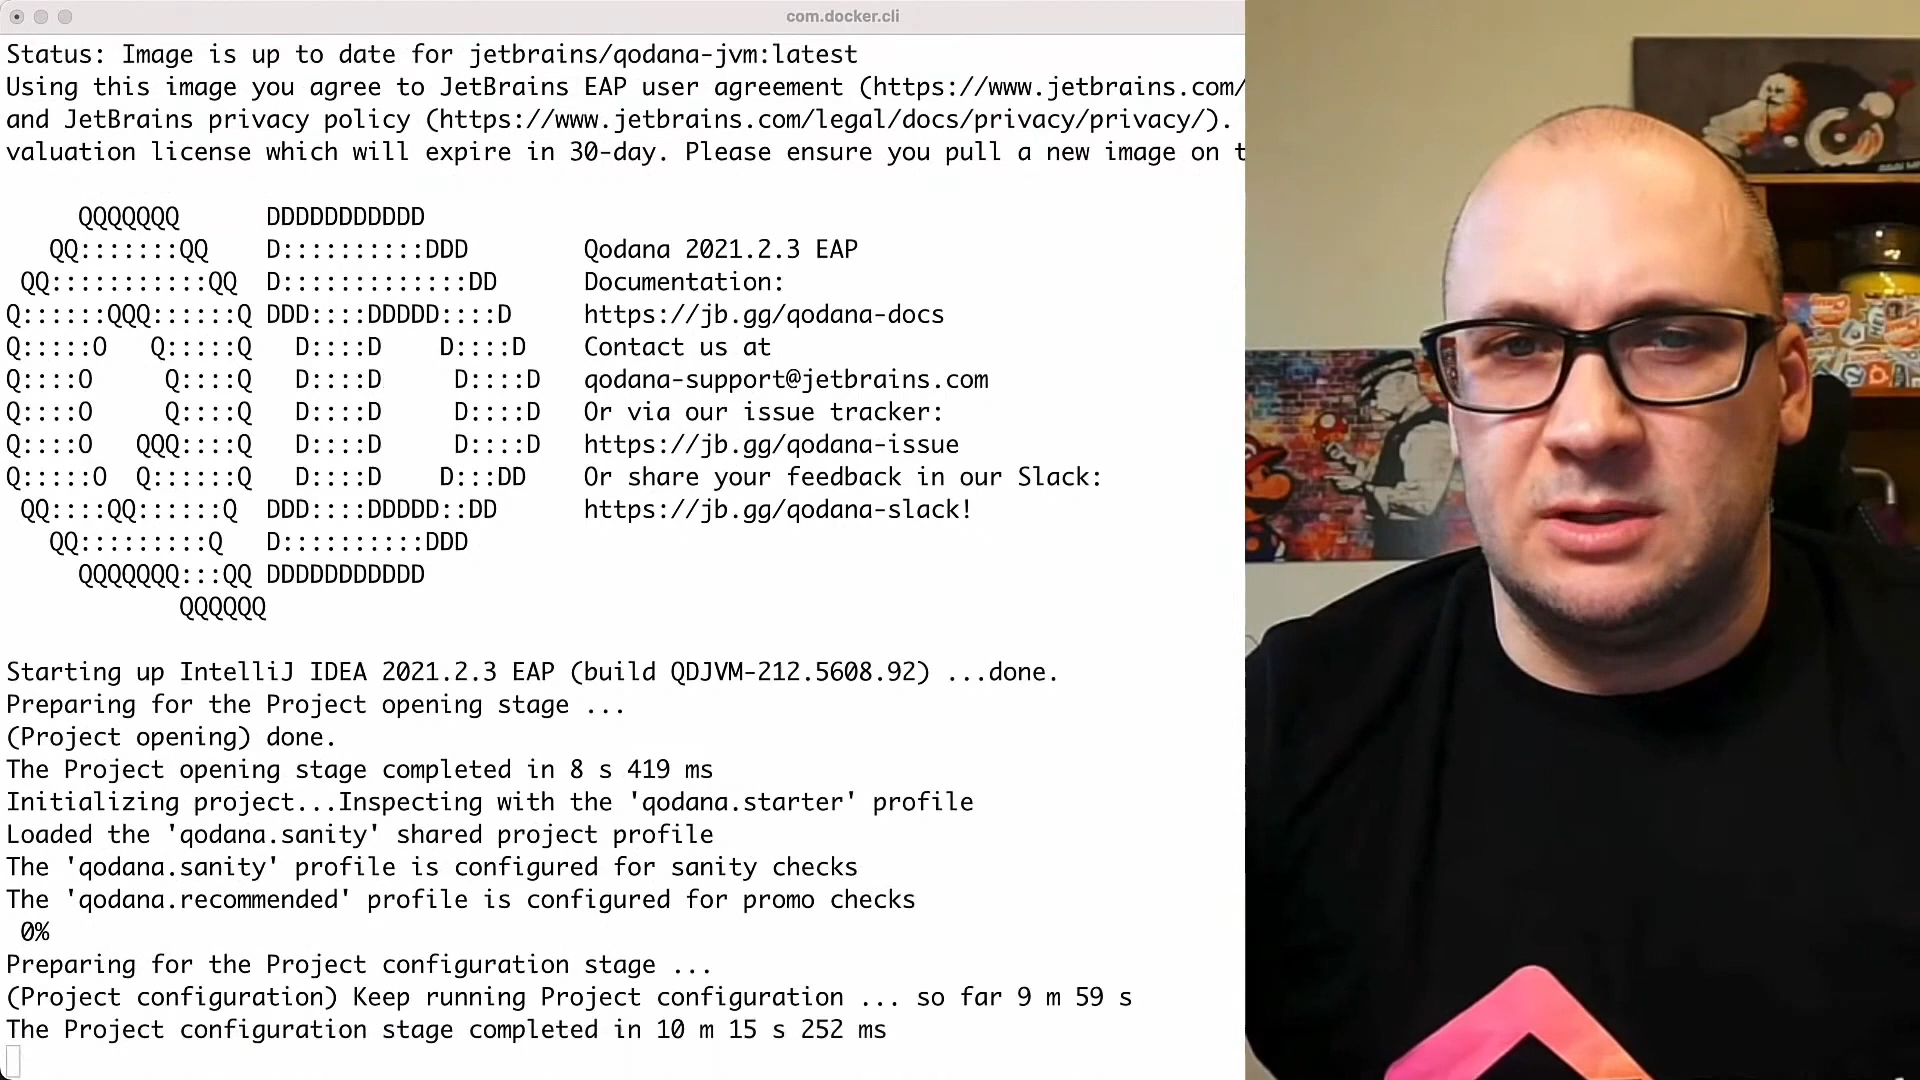 com.docker.cli
Status: Image is up to date for jetbrains/qodana-jvm:latest
Using this image you agree to JetBrains EAP user agreement (https://www.jetbrains.com/
and JetBrains privacy policy (https://www.jetbrains.com/legal/docs/privacy/privacy/).
valuation license which will expire in 30-day. Please ensure you pull a new image on t
     QQQQQQQ      DDDDDDDDDDD
   QQ:::::::QQ    D::::::::::DDD        Qodana 2021.2.3 EAP
 QQ:::::::::::QQ  D:::::::::::::DD      Documentation:
Q::::::QQQ::::::Q DDD::::DDDDD::::D     https://jb.gg/qodana-docs
Q:::::O   Q:::::Q   D::::D    D::::D    Contact us at
Q::::O     Q::::Q   D::::D     D::::D   qodana-support@jetbrains.com
Q::::O     Q::::Q   D::::D     D::::D   Or via our issue tracker:
Q::::O   QQQ::::Q   D::::D     D::::D   https://jb.gg/qodana-issue
Q:::::O  Q::::::Q   D::::D    D:::DD    Or share your feedback in our Slack:
 QQ::::QQ::::::Q  DDD::::DDDDD::DD      https://jb.gg/qodana-slack!
   QQ:::::::::Q   D::::::::::DDD
     QQQQQQQ:::QQ DDDDDDDDDDD
            QQQQQQ
Starting up IntelliJ IDEA 2021.2.3 EAP (build QDJVM-212.5608.92) ...done.
Preparing for the Project opening stage ...
(Project opening) done.
The Project opening stage completed in 8 s 419 ms
Initializing project...Inspecting with the 'qodana.starter' profile
Loaded the 'qodana.sanity' shared project profile
The 'qodana.sanity' profile is configured for sanity checks
The 'qodana.recommended' profile is configured for promo checks
 0%
Preparing for the Project configuration stage ...
(Project configuration) Keep running Project configuration ... so far 9 m 59 s
The Project configuration stage completed in 10 m 15 s 252 ms